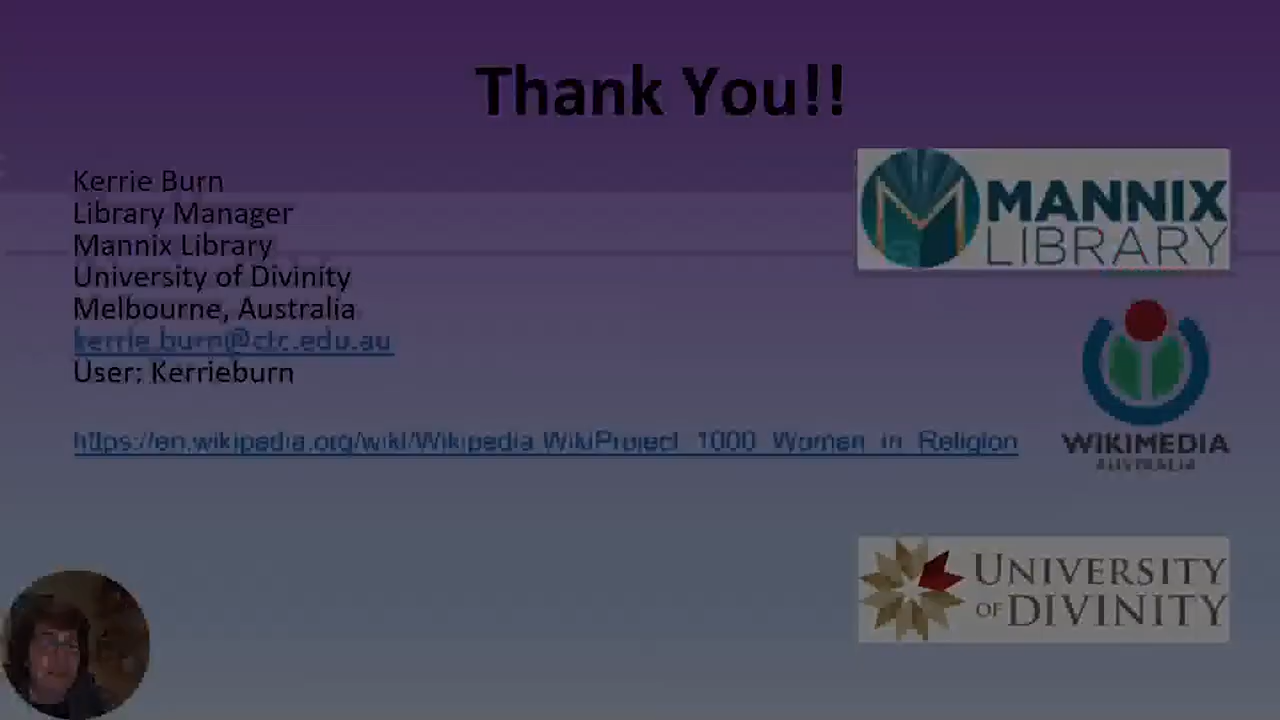 Thank You!!
Kerrie Burn
Library Manager
Mannix Library
University of Divinity
Melbourne, Australia
kerrie.burn@ctc.edu.au
User: Kerrieburn
https://en.wikipedia.org/wiki/Wikipedia:WikiProject_1000_Women_in_Religion
MANNIX
LIBRARY
WIKIMEDIA
AUSTRALIA
UNIVERSITY
OF DIVINITY